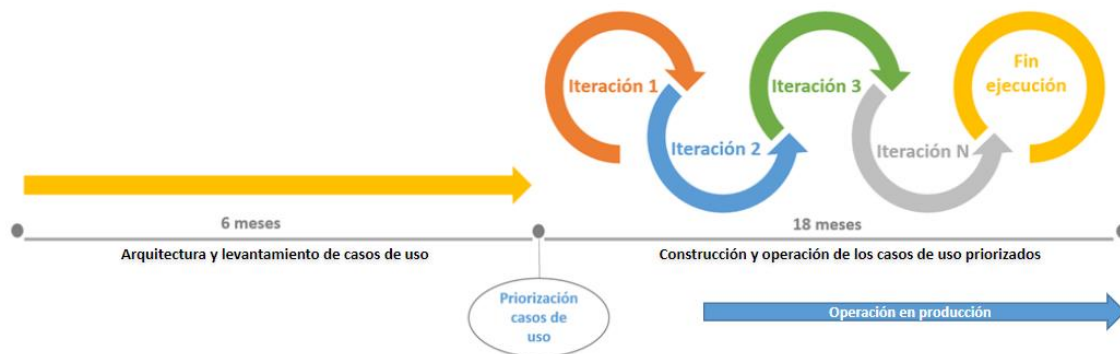 Iteración 1
Iteración 2
Iteración 3
Iteración N
Fin
ejecución
6 meses
18 meses
Arquitectura y levantamiento de casos de uso
Construcción y operación de los casos de uso priorizados
Priorización
casos de
uso
Operación en producción